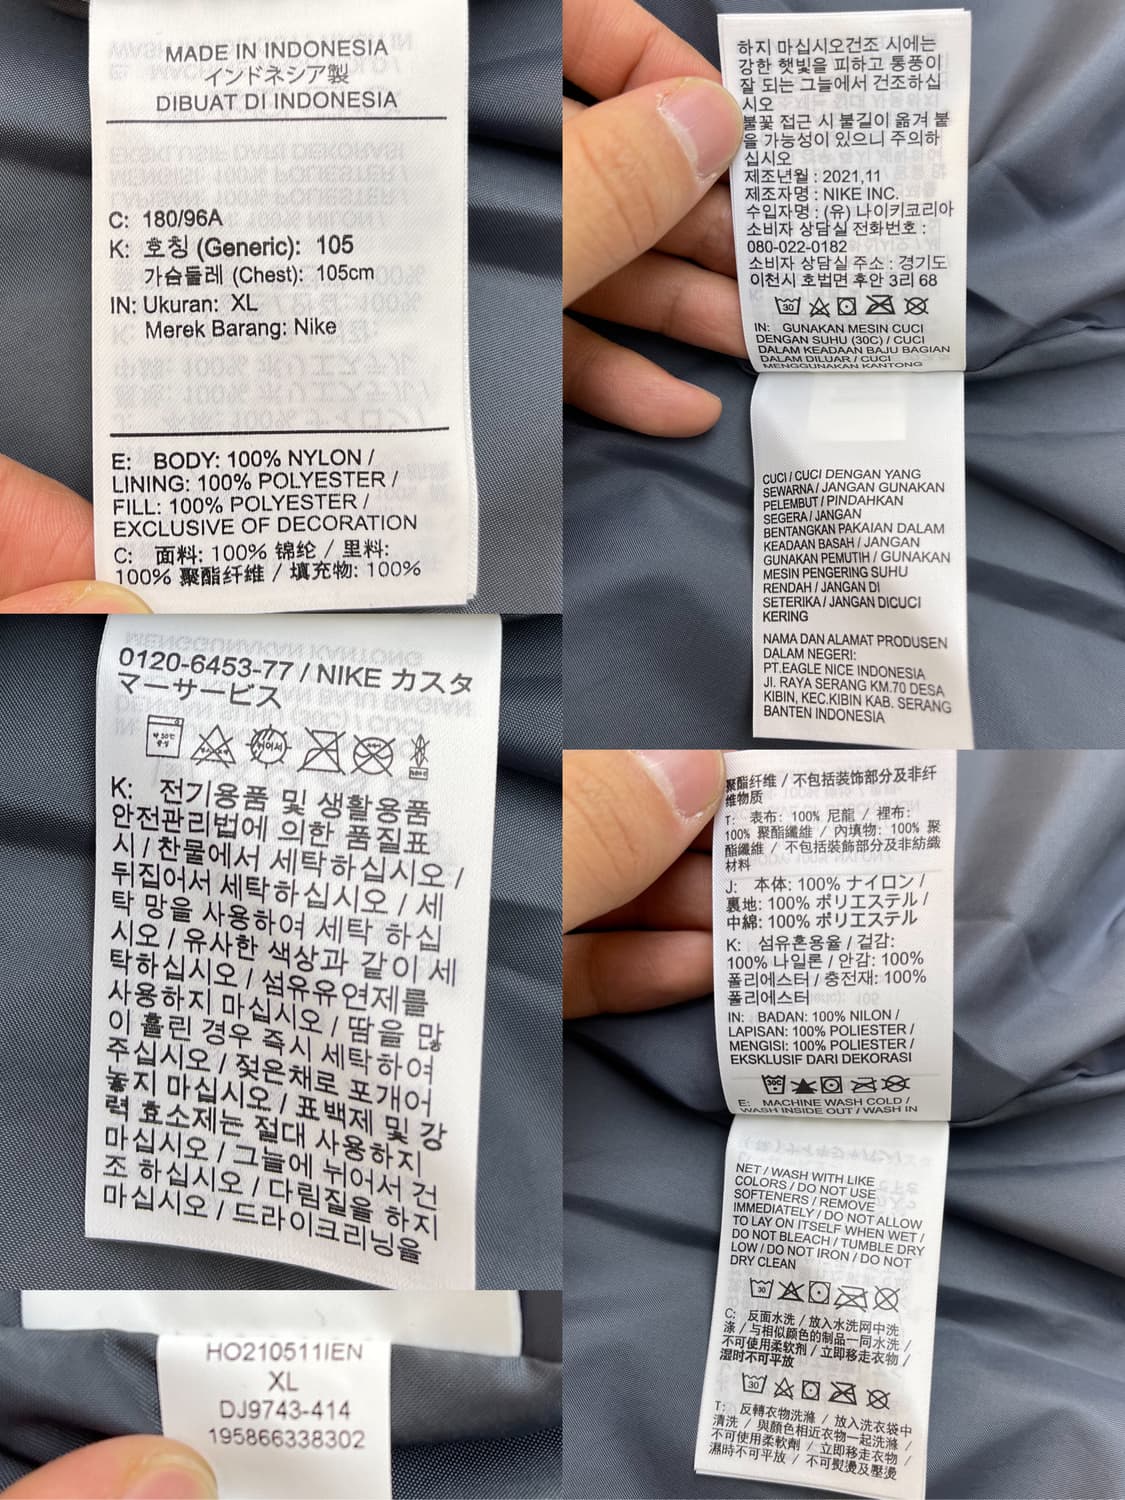 MADE IN INDONESIA
インドネシア製
DIBUAT DI INDONESIA
C: 180/96A
K: 호칭 (Generic): 105
가슴둘레 (Chest): 105cm
IN: Ukuran: XL
Merek Barang: Nike
E: BODY: 100% NYLON /
LINING: 100% POLYESTER /
FILL: 100% POLYESTER /
EXCLUSIVE OF DECORATION
C: 面料: 100% 锦纶 / 里料:
100% 聚酯纤维 / 填充物: 100%
하지 마십시오건조 시에는
강한 햇빛을 피하고 통풍이
잘 되는 그늘에서 건조하십
시오
불꽃 접근 시 불길이 옮겨 붙
을 가능성이 있으니 주의하
십시오
제조년월 : 2021,11
제조자명 : NIKE INC.
수입자명 : (유) 나이키코리아
소비자 상담실 전화번호 :
080-022-0182
소비자 상담실 주소 : 경기도
이천시 호법면 후안 3리 68
30
IN: GUNAKAN MESIN CUCI
DENGAN SUHU (30C) / CUCI
DALAM KEADAAN BAJU BAGIAN
DALAM DILUAR / CUCI
MENGGUNAKAN KANTONG
CUCI / CUCI DENGAN YANG
SEWARNA / JANGAN GUNAKAN
PELEMBUT / PINDAHKAN
SEGERA / JANGAN
BENTANGKAN PAKAIAN DALAM
KEADAAN BASAH / JANGAN
GUNAKAN PEMUTIH / GUNAKAN
MESIN PENGERING SUHU
RENDAH / JANGAN DI
SETERIKA / JANGAN DICUCI
KERING
NAMA DAN ALAMAT PRODUSEN
DALAM NEGERI:
PT.EAGLE NICE INDONESIA
JI. RAYA SERANG KM.70 DESA
KIBIN, KEC.KIBIN KAB. SERANG
BANTEN INDONESIA
0120-6453-77 / NIKE カスタ
マーサービス
K: 전기용품 및 생활용품
안전관리법에 의한 품질표
시 / 찬물에서 세탁하십시오 /
뒤집어서 세탁하십시오 / 세
탁 망을 사용하여 세탁 하십
시오 / 유사한 색상과 같이 세
탁하십시오 / 섬유유연제를
사용하지 마십시오 / 땀을 많
이 흘린 경우 즉시 세탁하여
주십시오 / 젖은채로 포개어
놓지 마십시오 / 표백제 및 강
력 효소제는 절대 사용하지
마십시오 / 그늘에 뉘어서 건
조 하십시오 / 다림질을 하지
마십시오 / 드라이크리닝을
聚酯纤维 / 不包括装饰部分及非纤
维物质
T: 表布: 100% 尼龍 / 裡布:
100% 聚酯纖維 / 內填物: 100% 聚
酯纖維 / 不包括裝飾部分及非紡織
材料
J: 本体: 100% ナイロン /
裏地: 100% ポリエステル /
中綿: 100% ポリエステル
K: 섬유혼용율 / 겉감:
100% 나일론 / 안감: 100%
폴리에스터 / 충전재: 100%
폴리에스터
IN: BADAN: 100% NILON /
LAPISAN: 100% POLIESTER /
MENGISI: 100% POLIESTER /
EKSKLUSIF DARI DEKORASI
30C
E: MACHINE WASH COLD /
WASH INSIDE OUT / WASH IN
NET / WASH WITH LIKE
COLORS / DO NOT USE
SOFTENERS / REMOVE
IMMEDIATELY / DO NOT ALLOW
TO LAY ON ITSELF WHEN WET /
DO NOT BLEACH / TUMBLE DRY
LOW / DO NOT IRON / DO NOT
DRY CLEAN
30
C: 反面水洗 / 放入水洗网中洗
涤 / 与相似颜色的制品一同水洗 /
不可使用柔软剂 / 立即移走衣物 /
湿时不可平放
30
T: 反轉衣物洗滌 / 放入洗衣袋中
清洗 / 與顏色相近衣物一起洗滌 /
不可使用柔軟劑 / 立即移走衣物 /
濕時不可平放 / 不可熨燙及壓燙
HO210511IEN
XL
DJ9743-414
195866338302